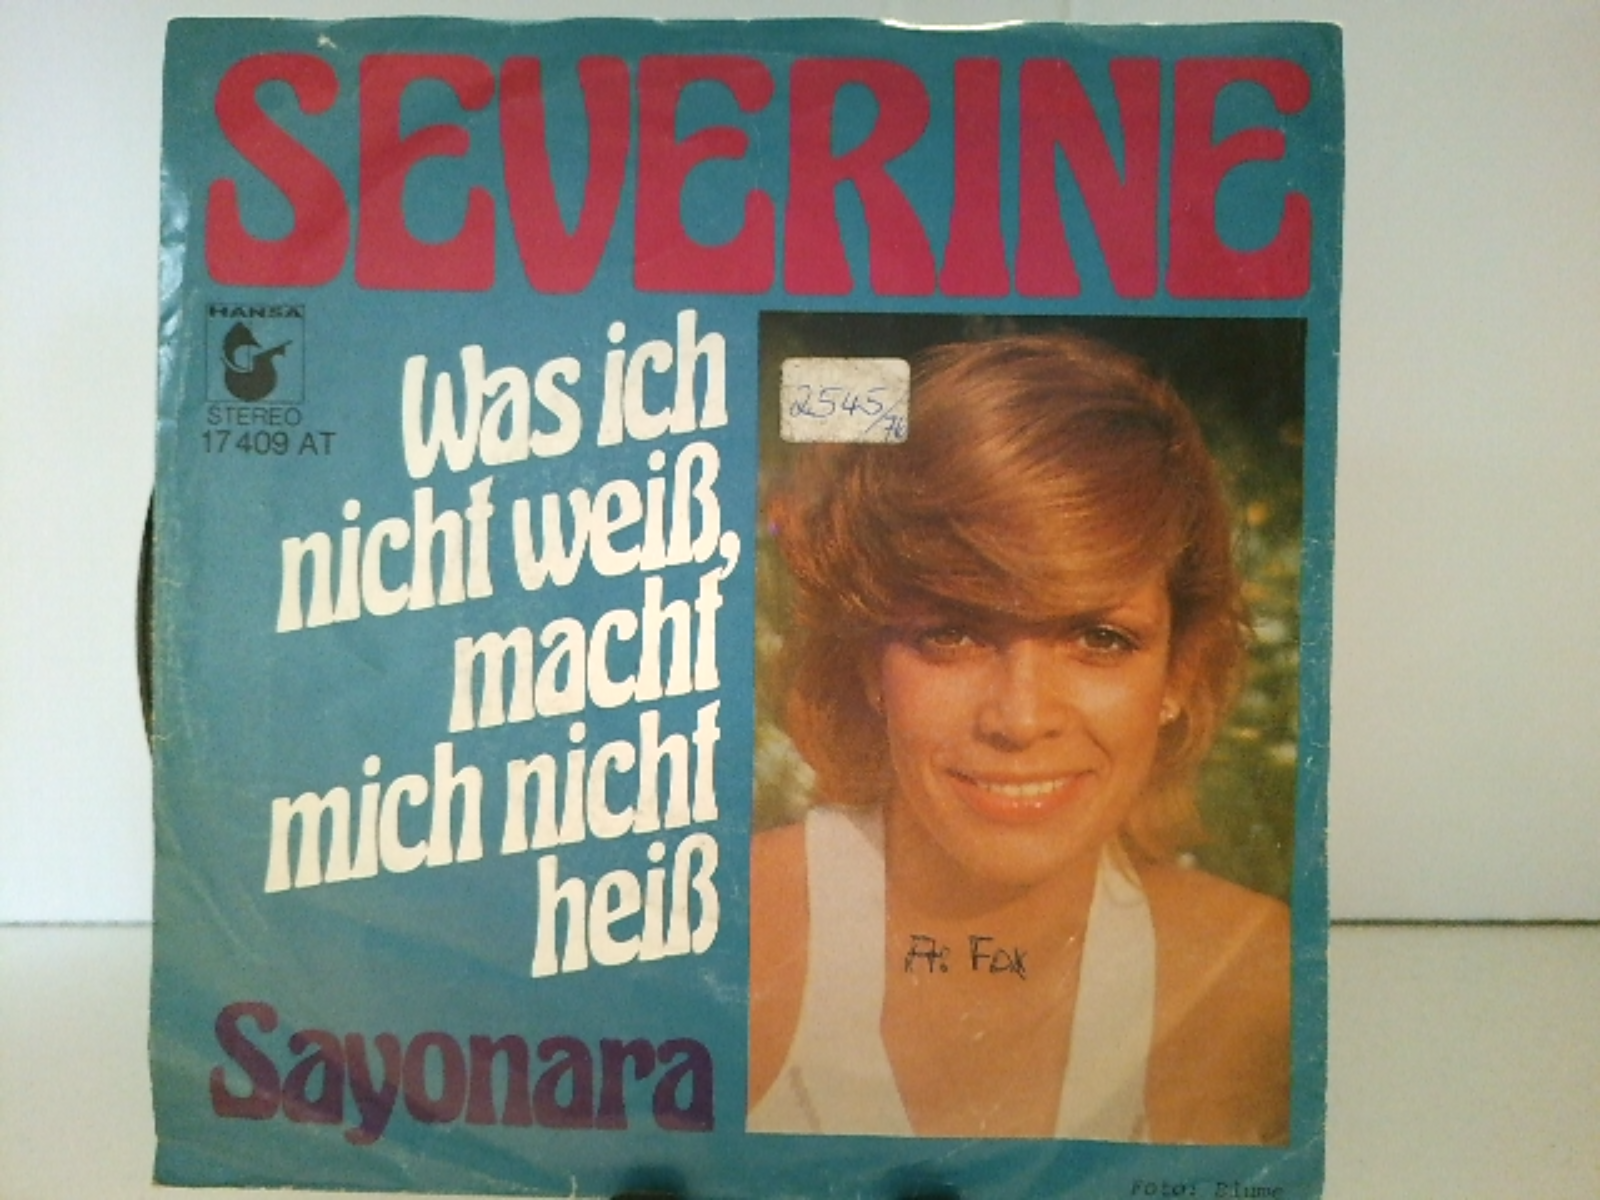 SEVERINE
HANSA
STEREO
17 409 AT
Was ich
nicht weiß,
macht
mich nicht
heiß
Sayonara
2545/76
A. Fox
Foto: Blume